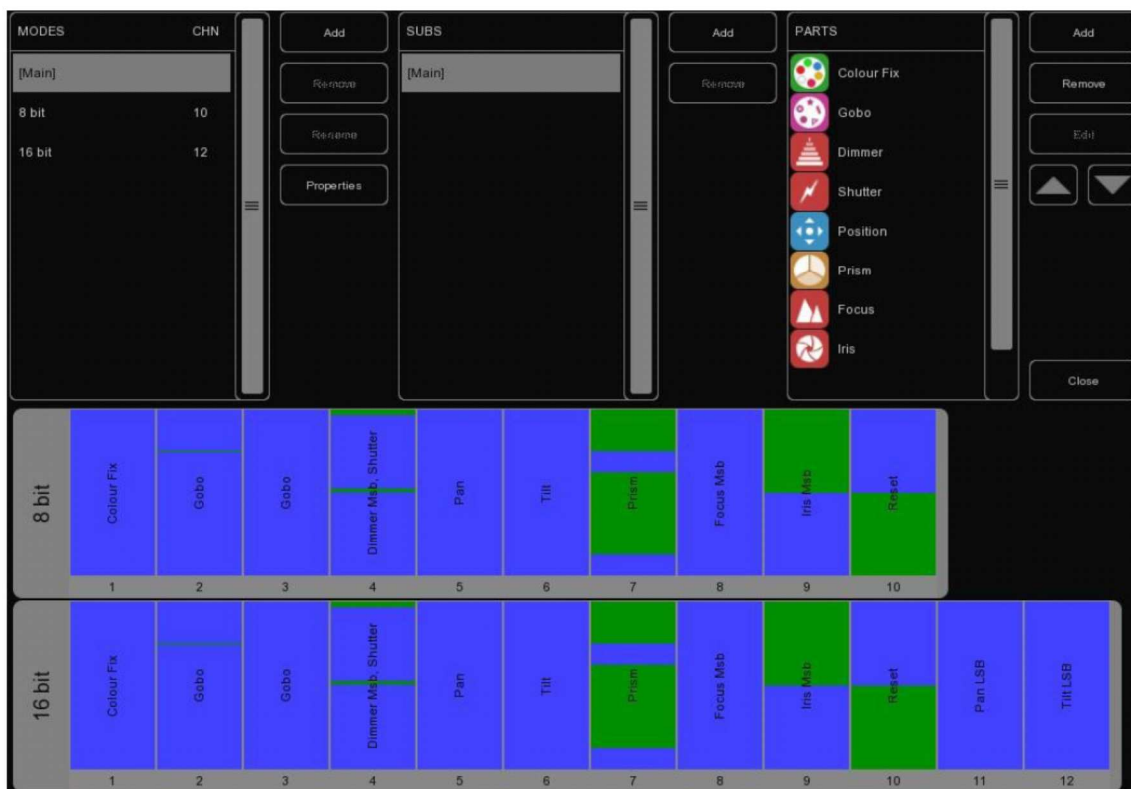 MODES CHN
[Main]
8 bit 10
16 bit 12
Add
Remove
Rename
Properties
SUBS
[Main]
Add
Remove
PARTS
Colour Fix
Gobo
Dimmer
Shutter
Position
Prism
Focus
Iris
Add
Remove
Edit
Close
8 bit
Colour Fix
Gobo
Gobo
Dimmer Msb, Shutter
Pan
Tilt
Prism
Focus Msb
Iris Msb
Reset
1 2 3 4 5 6 7 8 9 10
16 bit
Colour Fix
Gobo
Gobo
Dimmer Msb, Shutter
Pan
Tilt
Prism
Focus Msb
Iris Msb
Reset
Pan LSB
Tilt LSB
1 2 3 4 5 6 7 8 9 10 11 12